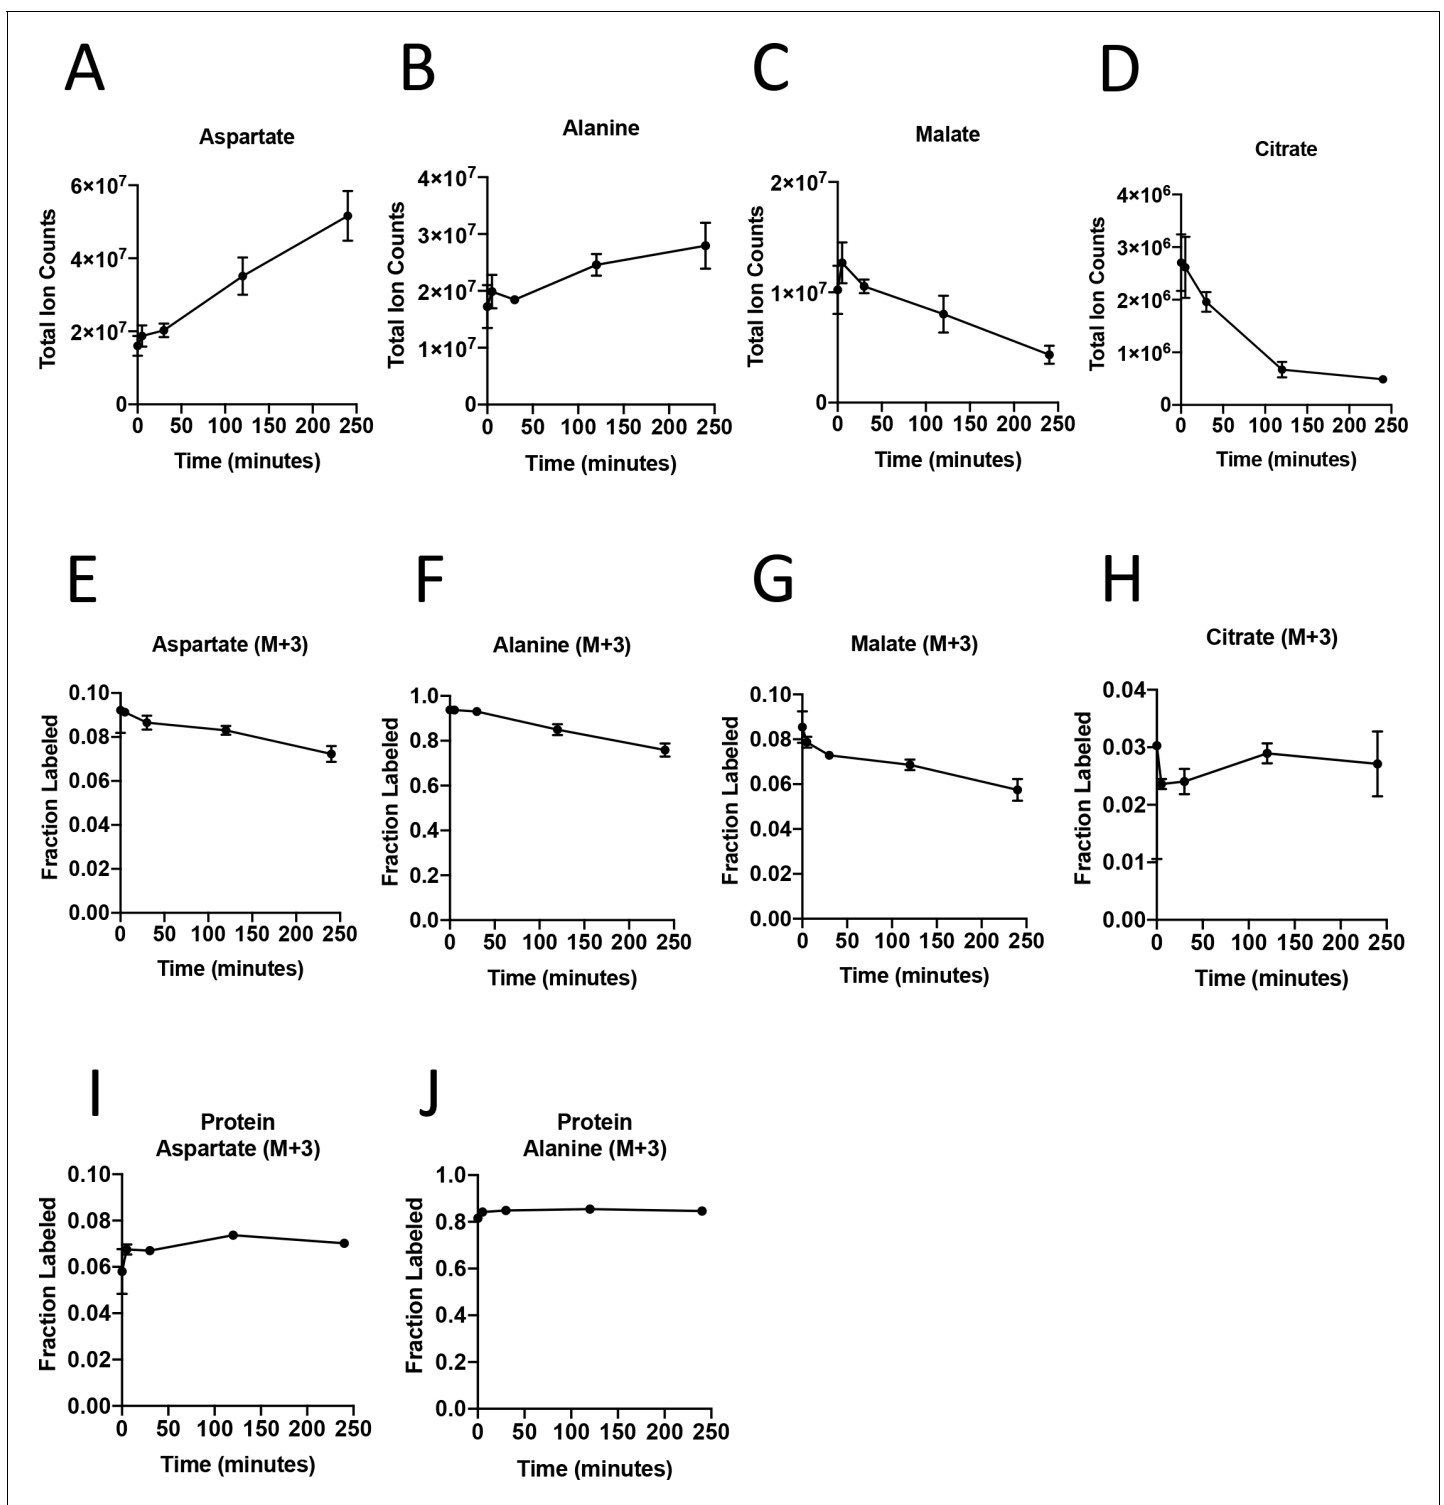 A
B
C
D
Aspartate
Alanine
Malate
Citrate
Total Ion Counts
6×10⁷
4×10⁷
2×10⁷
0
0 50 100 150 200 250
Time (minutes)
Total Ion Counts
4×10⁷
3×10⁷
2×10⁷
1×10⁷
0
0 50 100 150 200 250
Time (minutes)
Total Ion Counts
2×10⁷
1×10⁷
0
0 50 100 150 200 250
Time (minutes)
Total Ion Counts
4×10⁶
3×10⁶
2×10⁶
1×10⁶
0
0 50 100 150 200 250
Time (minutes)
E
F
G
H
Aspartate (M+3)
Alanine (M+3)
Malate (M+3)
Citrate (M+3)
Fraction Labeled
0.10
0.08
0.06
0.04
0.02
0.00
0 50 100 150 200 250
Time (minutes)
Fraction Labeled
1.0
0.8
0.6
0.4
0.2
0.0
0 50 100 150 200 250
Time (minutes)
Fraction Labeled
0.10
0.08
0.06
0.04
0.02
0.00
0 50 100 150 200 250
Time (minutes)
Fraction Labeled
0.04
0.03
0.02
0.01
0.00
0 50 100 150 200 250
Time (minutes)
I
J
Protein
Aspartate (M+3)
Fraction Labeled
0.10
0.08
0.06
0.04
0.02
0.00
0 50 100 150 200 250
Time (minutes)
Protein
Alanine (M+3)
Fraction Labeled
1.0
0.8
0.6
0.4
0.2
0.0
0 50 100 150 200 250
Time (minutes)